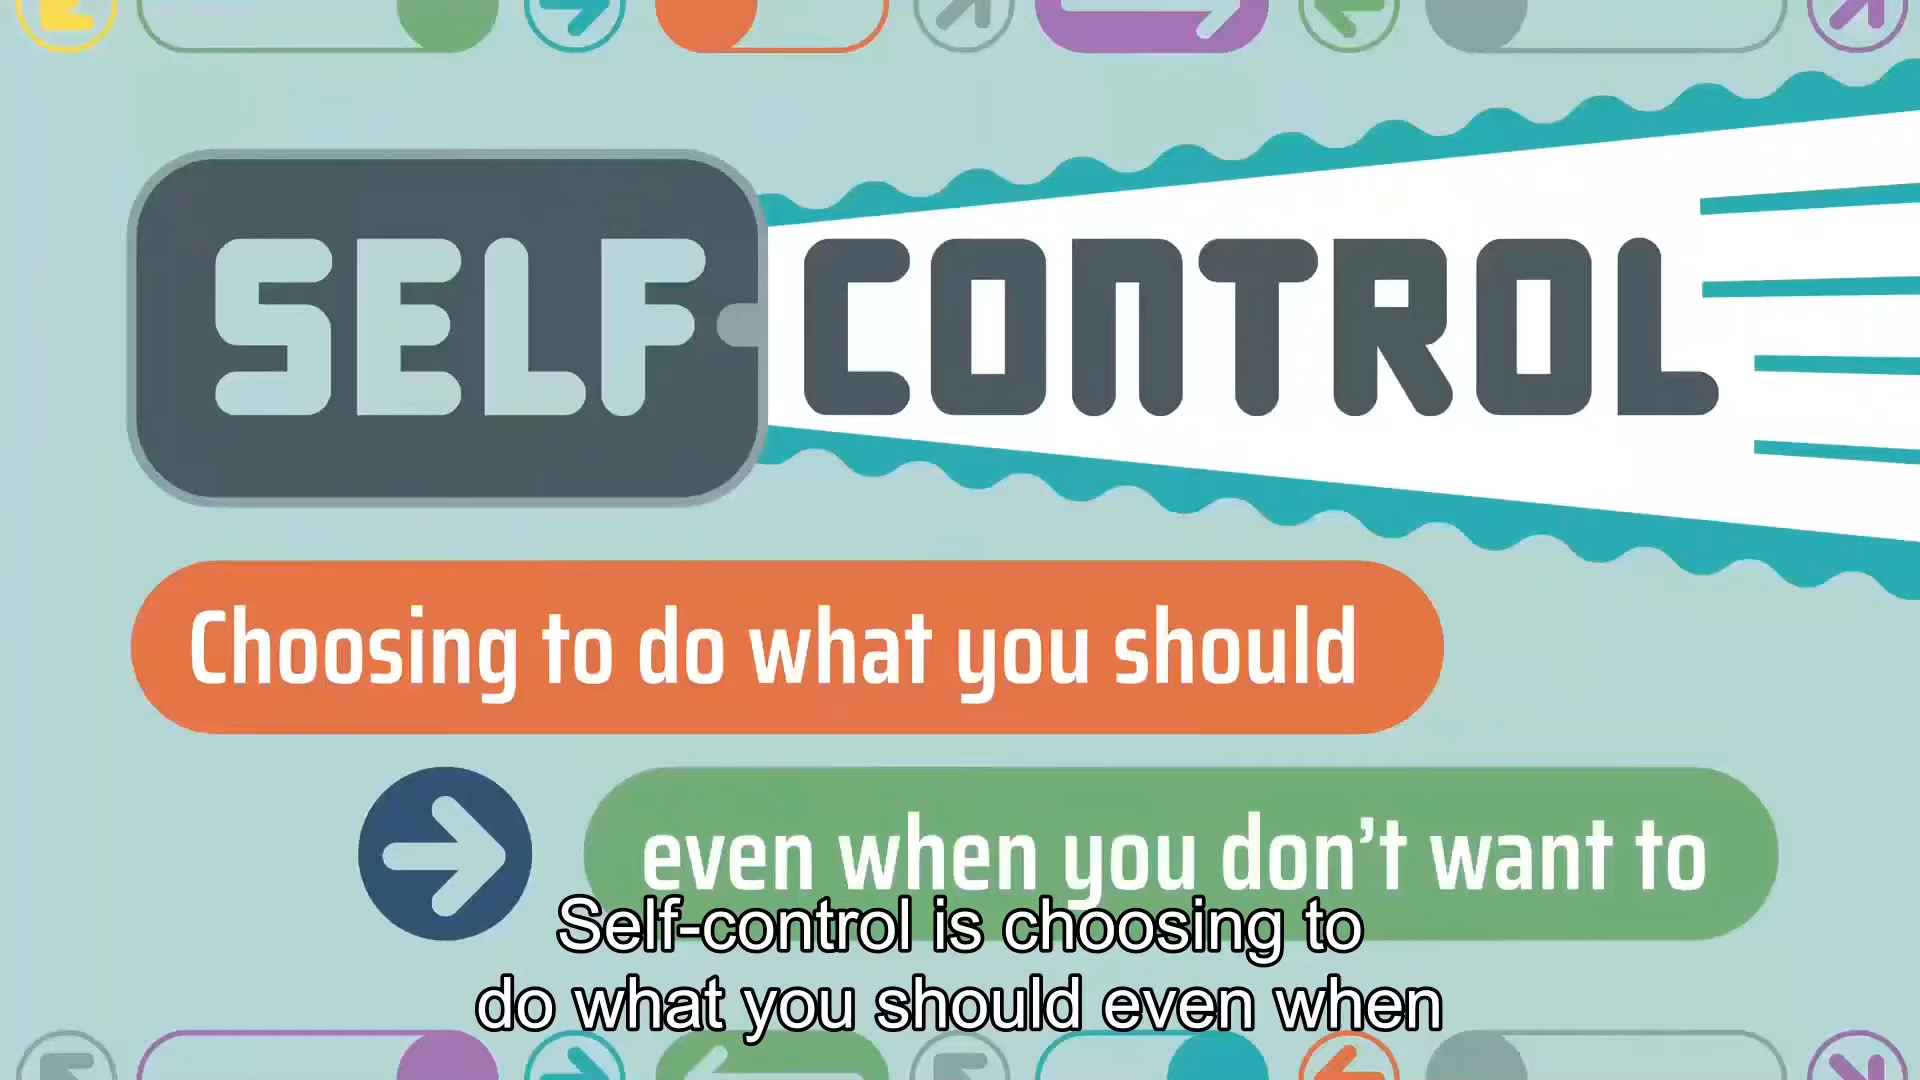 SELF CONTROL
Choosing to do what you should
even when you don't want to
Self-control is choosing to
do what you should even when